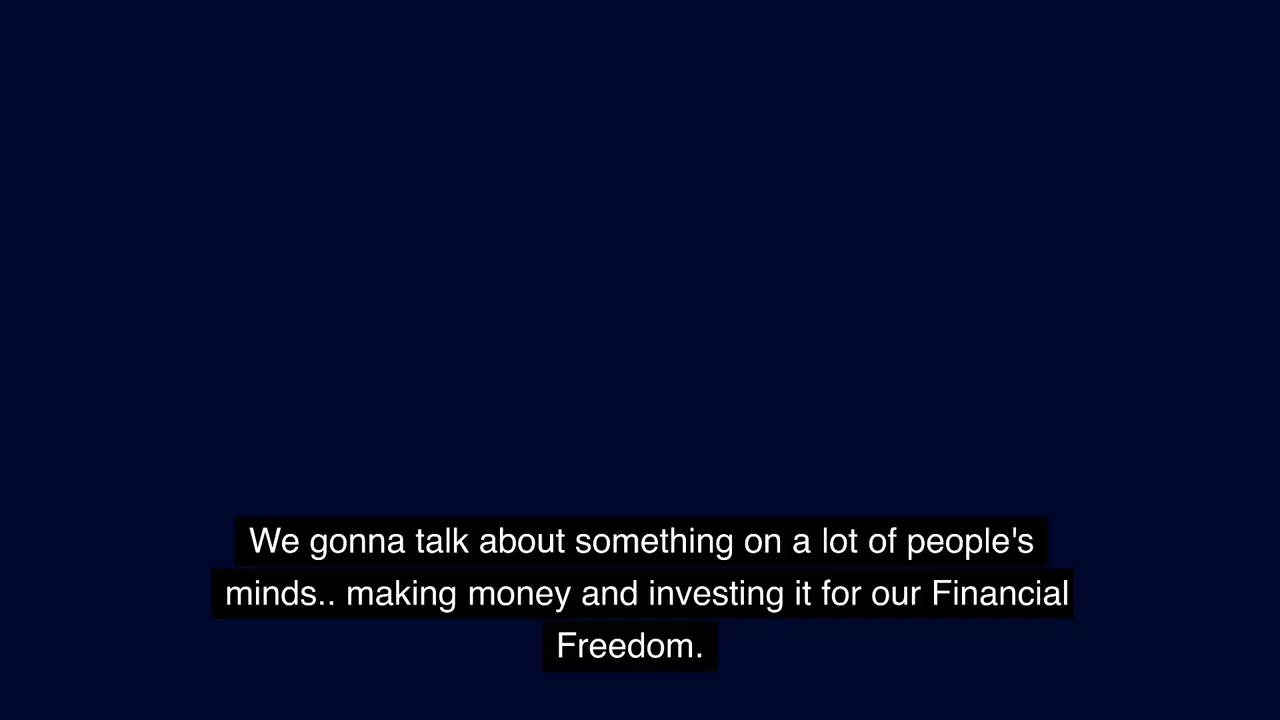 We gonna talk about something on a lot of people's
minds.. making money and investing it for our Financial
Freedom.